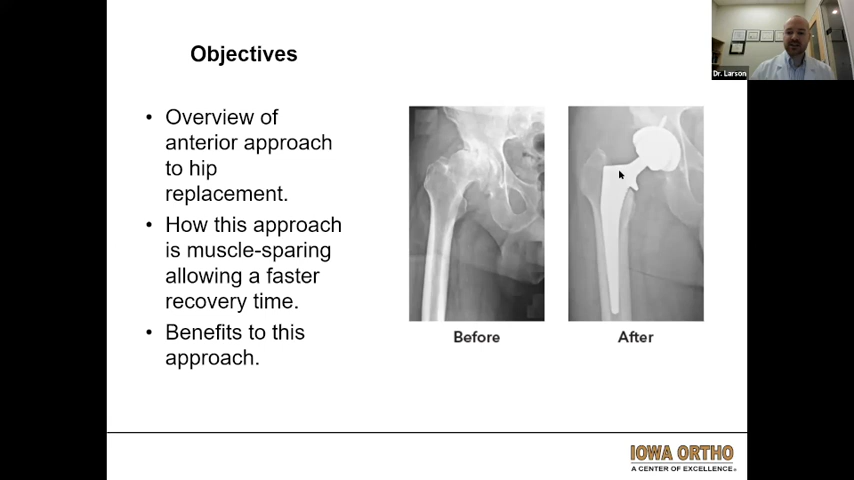 Objectives
Dr. Larson
• Overview of
anterior approach
to hip
replacement.
• How this approach
is muscle-sparing
allowing a faster
recovery time.
• Benefits to this
approach.
Before
After
IOWA ORTHO
A CENTER OF EXCELLENCE®